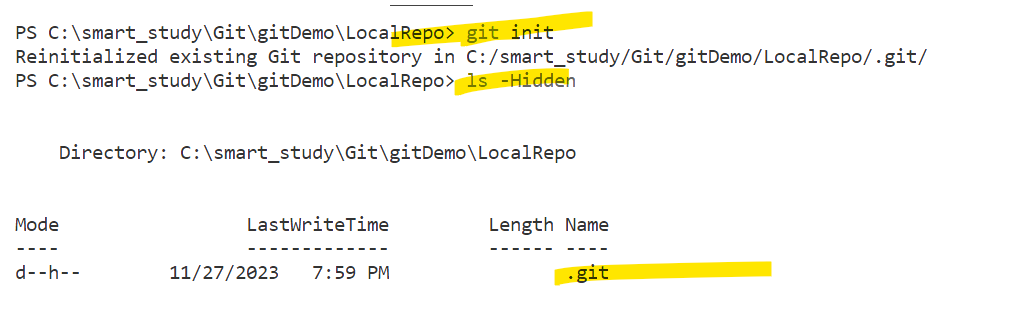 PS C:\smart_study\Git\gitDemo\LocalRepo> git init
Reinitialized existing Git repository in C:/smart_study/Git/gitDemo/LocalRepo/.git/
PS C:\smart_study\Git\gitDemo\LocalRepo> ls -Hidden
Directory: C:\smart_study\Git\gitDemo\LocalRepo
Mode LastWriteTime Length Name
---- ------------- ------ ----
d--h-- 11/27/2023 7:59 PM .git